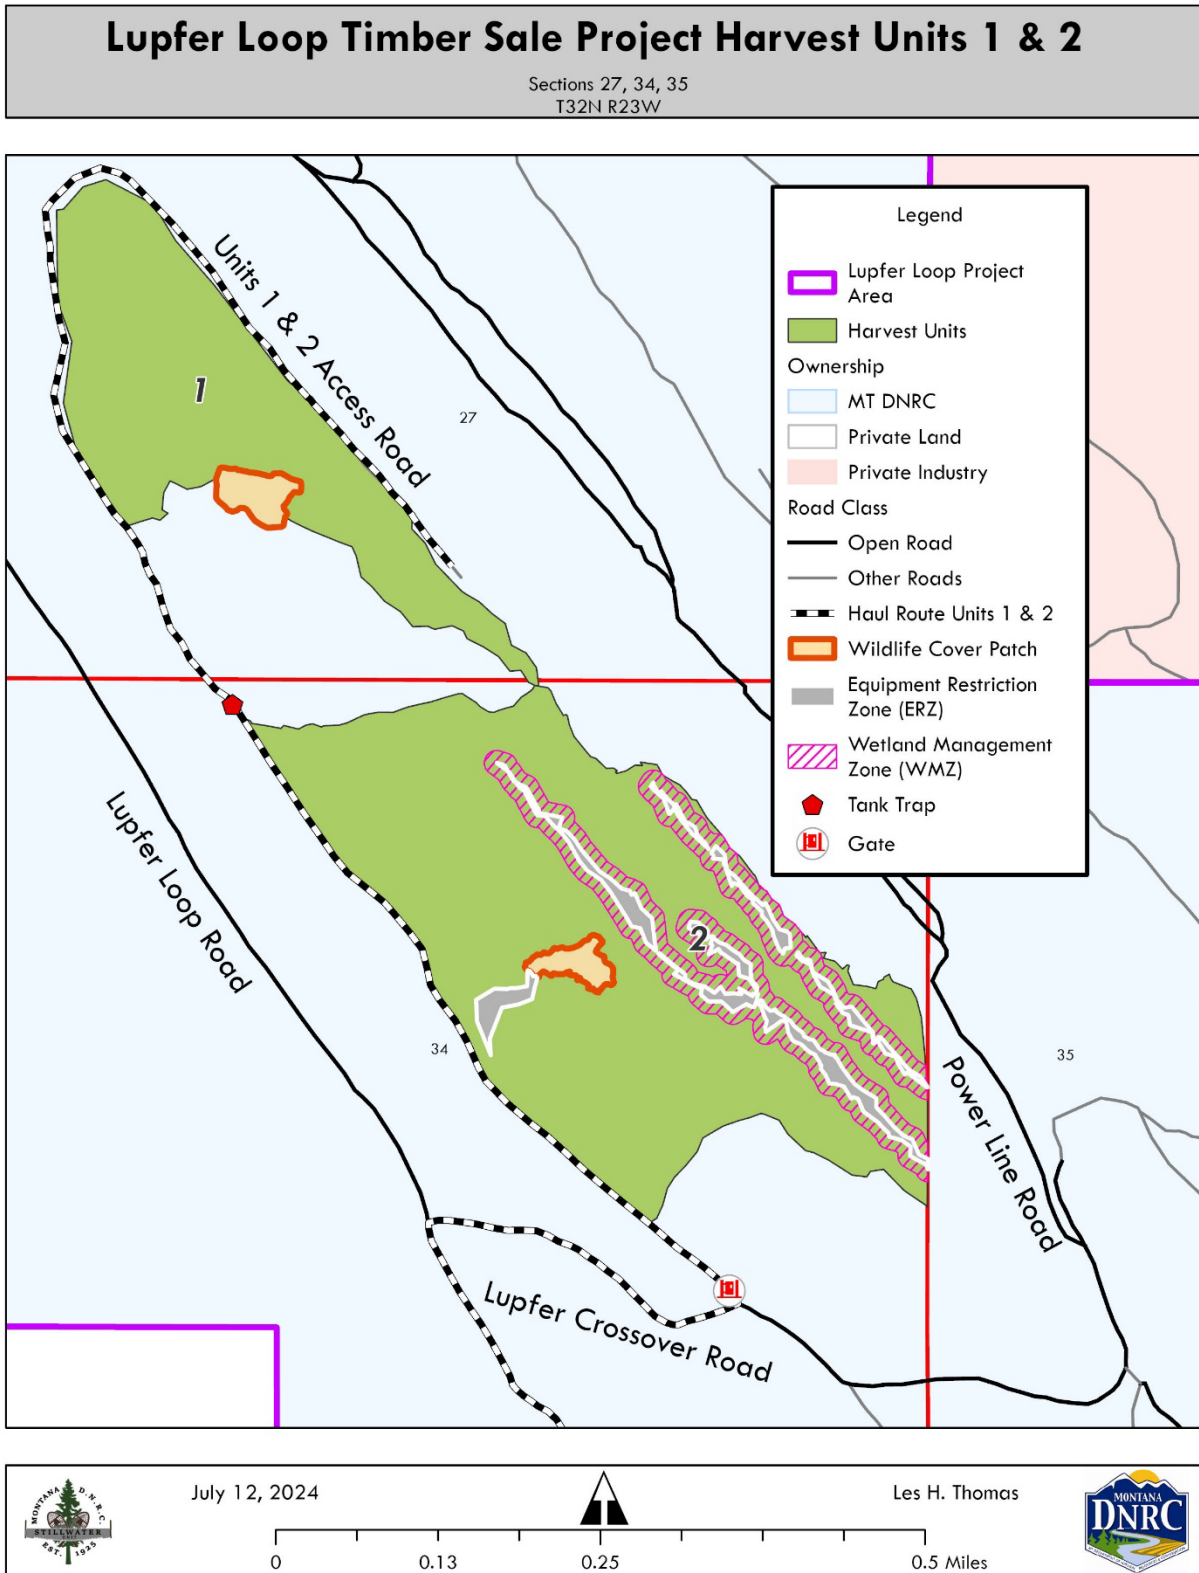 Lupfer Loop Timber Sale Project Harvest Units 1 & 2
Sections 27, 34, 35
T32N R23W
Legend
Lupfer Loop Project
Area
Harvest Units
Ownership
MT DNRC
Private Land
Private Industry
Road Class
Open Road
Other Roads
Haul Route Units 1 & 2
Wildlife Cover Patch
Equipment Restriction
Zone (ERZ)
Wetland Management
Zone (WMZ)
Tank Trap
Gate
Units 1 & 2 Access Road
1
27
Lupfer Loop Road
2
34
35
Power Line Road
Lupfer Crossover Road
MONTANA D.N.R.C.
STILLWATER
EST. 1925
July 12, 2024
Les H. Thomas
MONTANA
DNRC
0
0.13
0.25
0.5 Miles